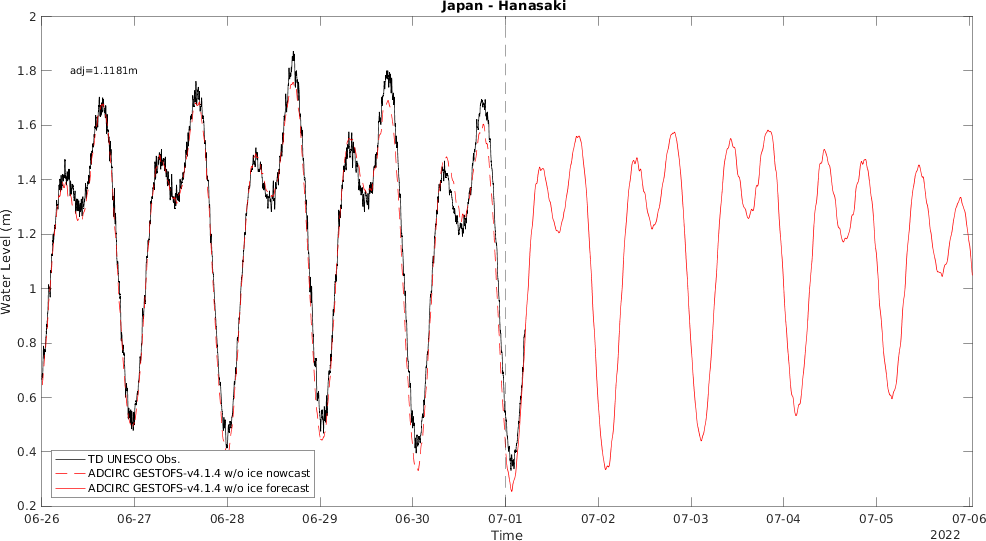 Japan - Hanasaki
2
1.8
1.6
1.4
1.2
1
0.8
0.6
0.4
0.2
Water Level (m)
adj=1.1181m
TD UNESCO Obs.
ADCIRC GESTOFS-v4.1.4 w/o ice nowcast
ADCIRC GESTOFS-v4.1.4 w/o ice forecast
06-26 06-27 06-28 06-29 06-30 07-01 07-02 07-03 07-04 07-05 07-06
Time
2022